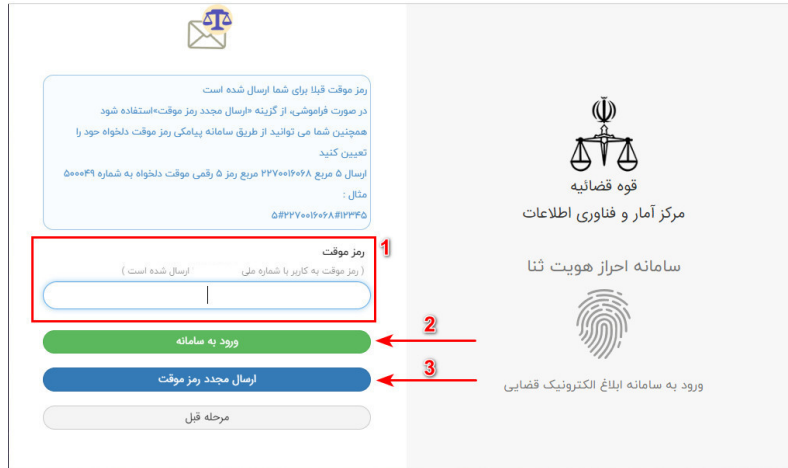 رمز موقت قبلا برای شما ارسال شده است
در صورت فراموشی، از گزینه «ارسال مجدد رمز موقت»استفاده شود
همچنین شما می توانید از طریق سامانه پیامکی رمز موقت دلخواه خود را
تعیین کنید
ارسال ۵ مربع ۲۲۷۰۰۱۶۰۶۸ مربع رمز ۵ رقمی موقت دلخواه به شماره ۵۰۰۰۴۹
مثال :
۵#۲۲۷۰۰۱۶۰۶۸#۱۲۳۴۵
رمز موقت
( رمز موقت به کاربر با شماره ملی ارسال شده است )
1
ورود به سامانه
2
ارسال مجدد رمز موقت
3
مرحله قبل
قوه قضائیه
مرکز آمار و فناوری اطلاعات
سامانه احراز هویت ثنا
ورود به سامانه ابلاغ الکترونیک قضایی